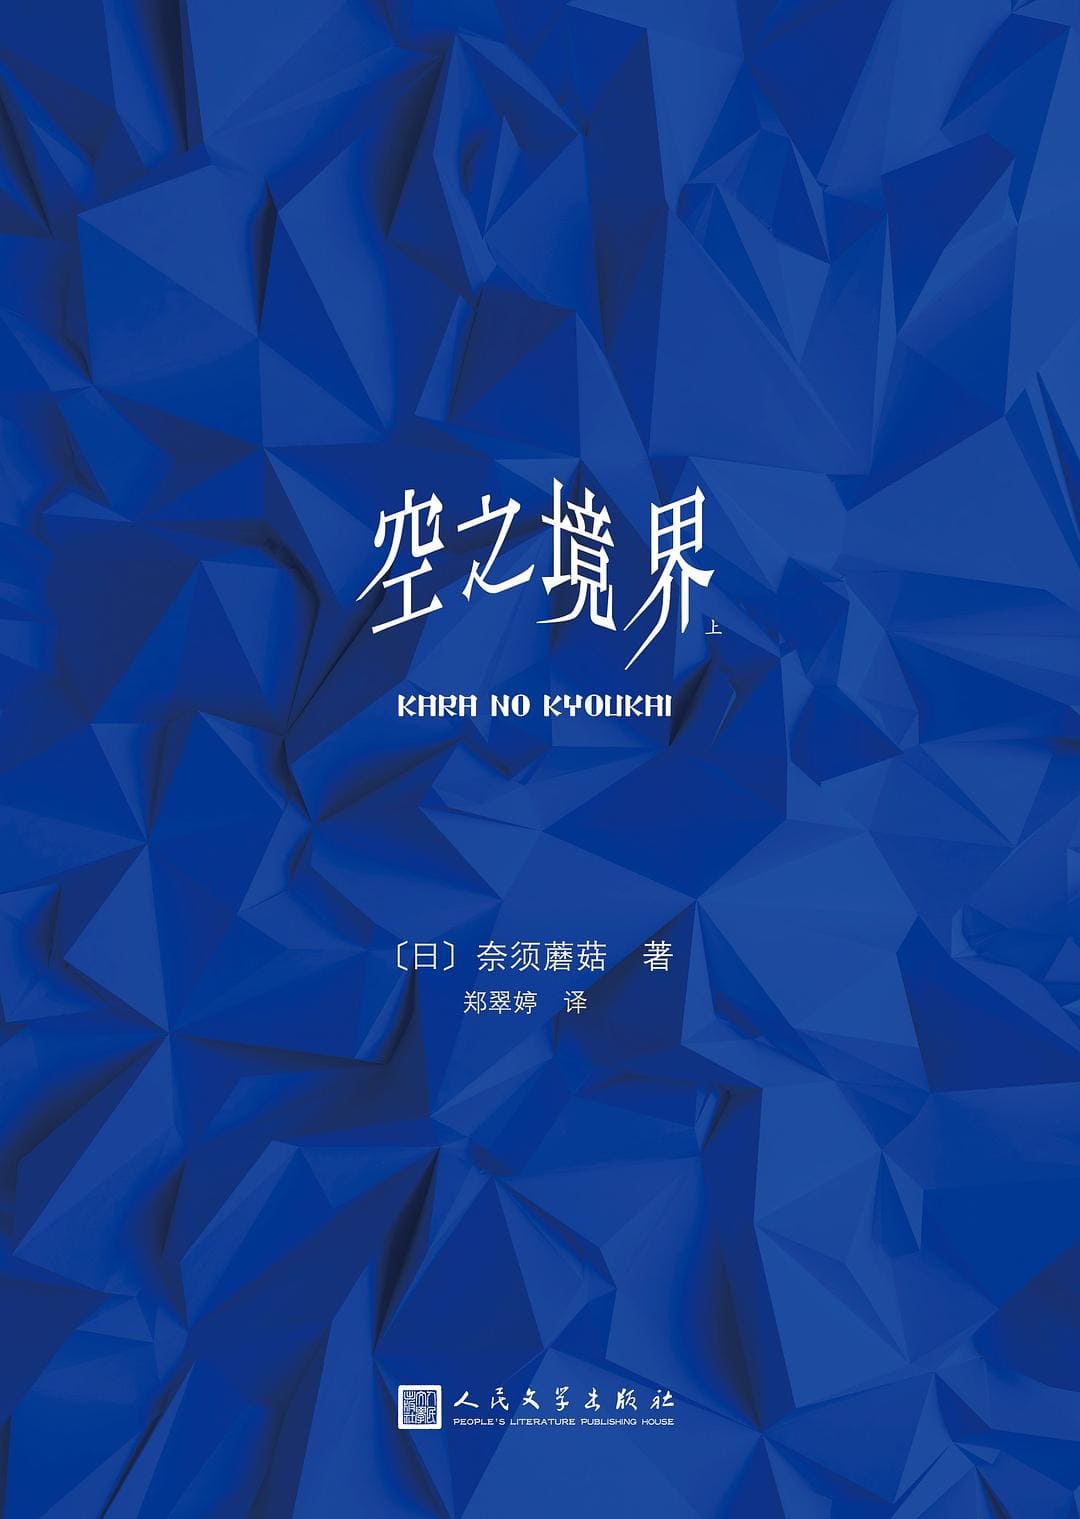 空之境界 上
KARA NO KYOUKAI
〔日〕奈须蘑菇 著
郑翠婷 译
人民文学出版社
PEOPLE'S LITERATURE PUBLISHING HOUSE